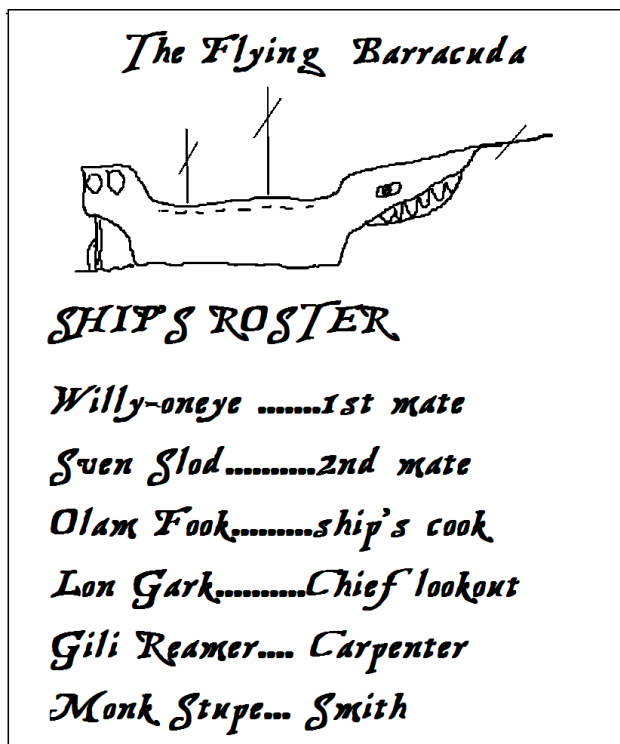 The Flying Barracuda
SHIP'S ROSTER
Willy-oneye .......1st mate
Sven Slod..........2nd mate
Olam Fook.........ship's cook
Lon Gark..........Chief lookout
Gili Reamer.... Carpenter
Monk Stupe... Smith